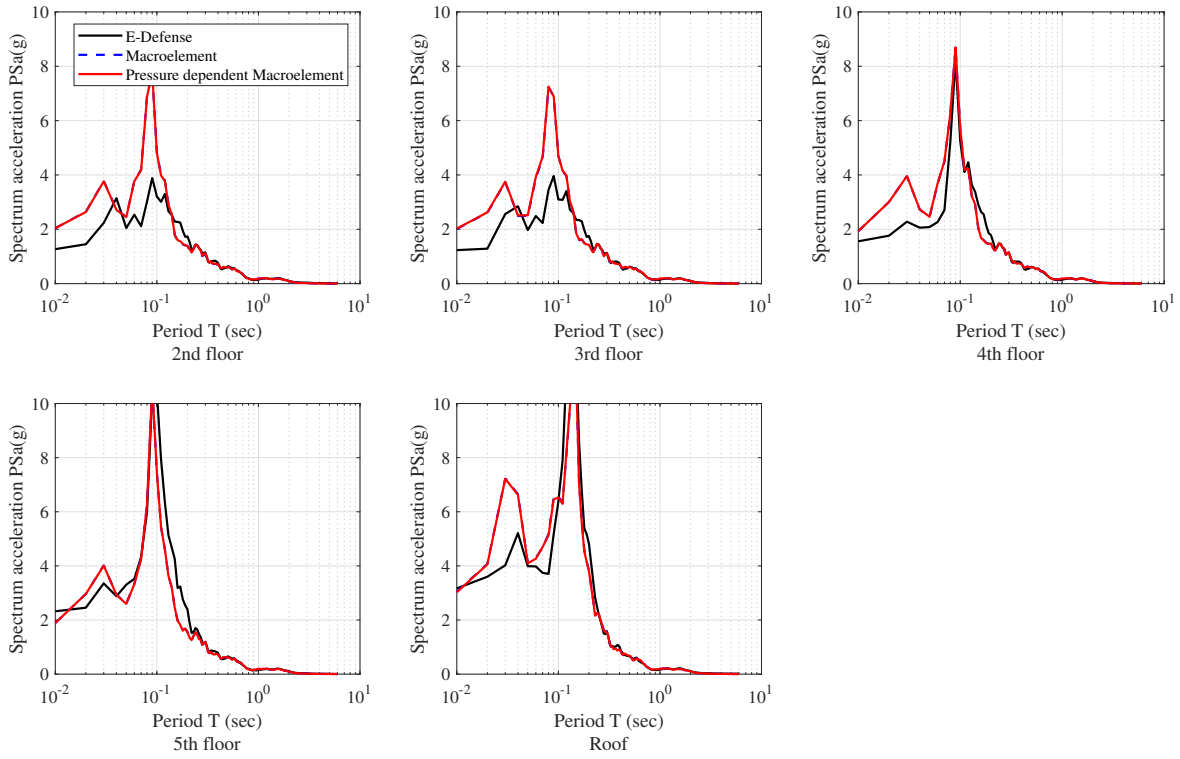 E-Defense
Macroelement
Pressure dependent Macroelement
Spectrum acceleration PSa(g)
10
8
6
4
2
0
10^-2
10^-1
10^0
10^1
Period T (sec)
2nd floor
Spectrum acceleration PSa(g)
10
8
6
4
2
0
10^-2
10^-1
10^0
10^1
Period T (sec)
3rd floor
Spectrum acceleration PSa(g)
10
8
6
4
2
0
10^-2
10^-1
10^0
10^1
Period T (sec)
4th floor
Spectrum acceleration PSa(g)
10
8
6
4
2
0
10^-2
10^-1
10^0
10^1
Period T (sec)
5th floor
Spectrum acceleration PSa(g)
10
8
6
4
2
0
10^-2
10^-1
10^0
10^1
Period T (sec)
Roof